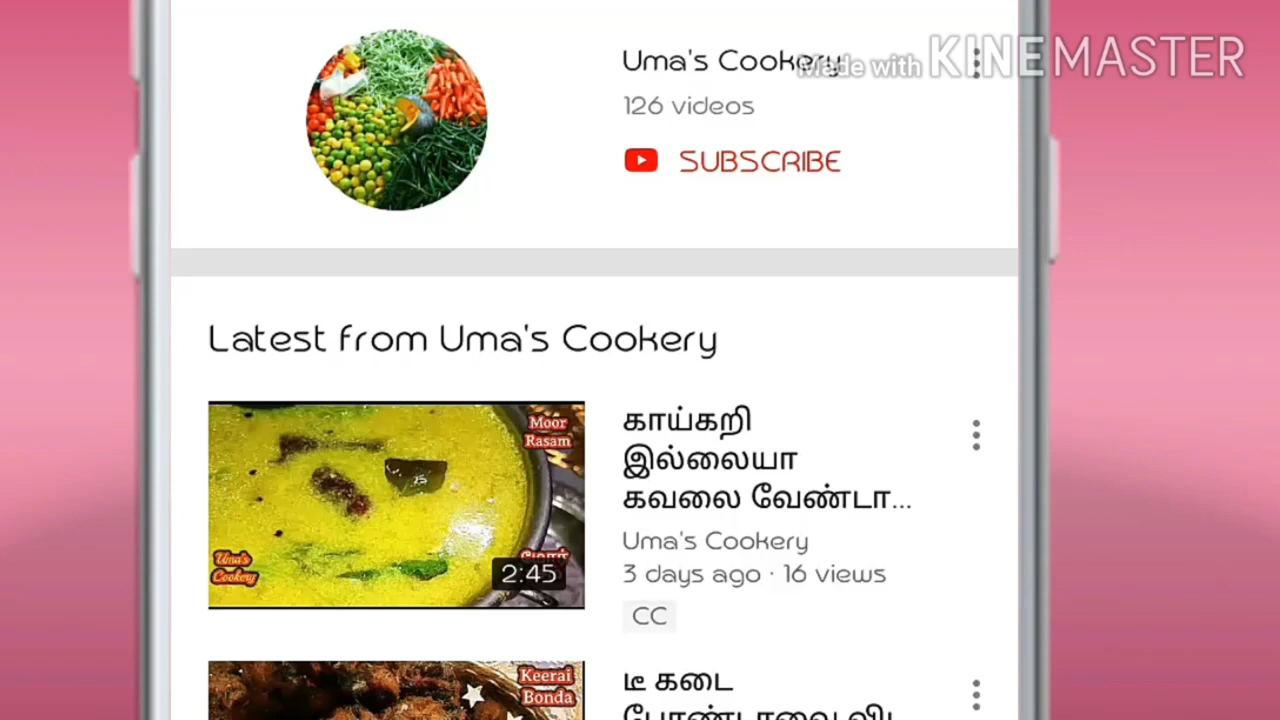 Uma's Cookery
Made with KINEMASTER
126 videos
SUBSCRIBE
Latest from Uma's Cookery
Moor
Rasam
Uma's
Cookery
மோர்
2:45
காய்கறி
இல்லையா
கவலை வேண்டா...
Uma's Cookery
3 days ago · 16 views
CC
Keerai
Bonda
டீ கடை